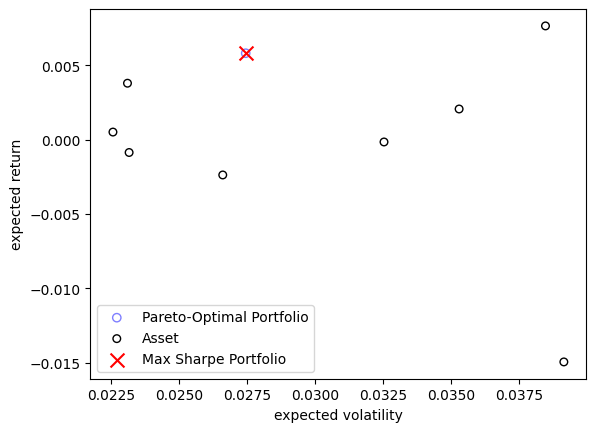 0.005
0.000
−0.005
−0.010
−0.015
expected return
Pareto-Optimal Portfolio
Asset
Max Sharpe Portfolio
0.0225 0.0250 0.0275 0.0300 0.0325 0.0350 0.0375
expected volatility